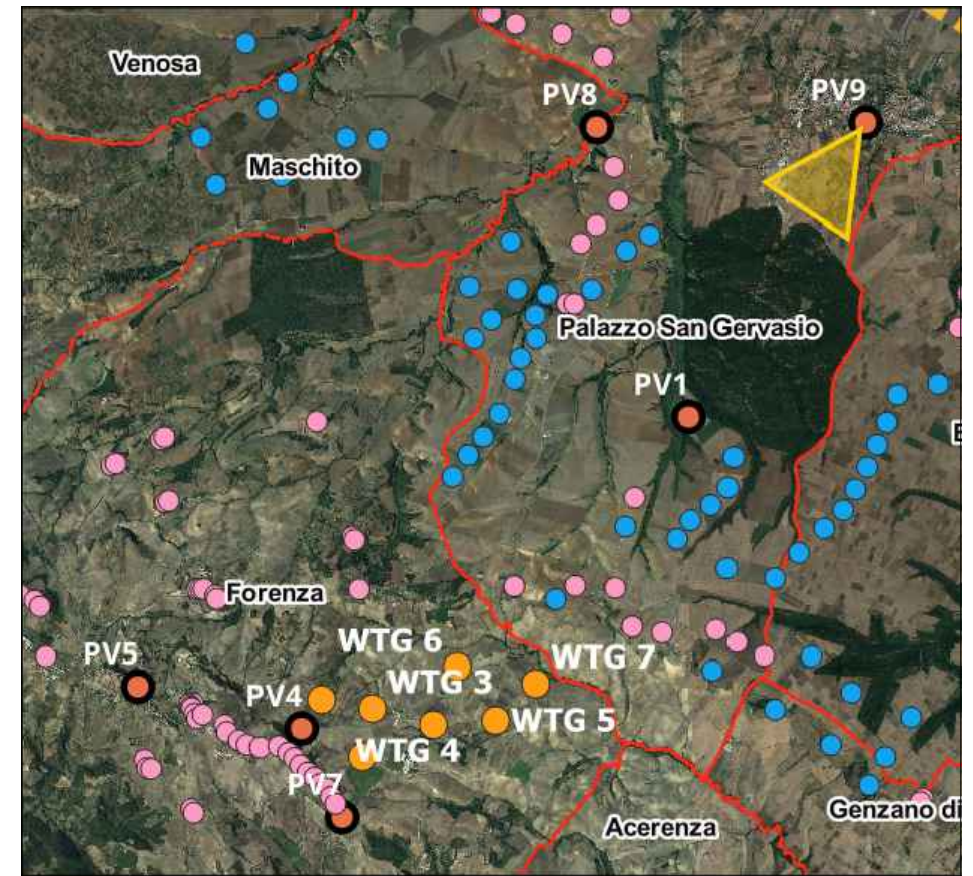 Venosa
PV8
PV9
Maschito
Palazzo San Gervasio
PV1
Forenza
WTG 6
WTG 7
PV5
WTG 3
PV4
WTG 5
WTG 4
PV7
Genzano di
Acerenza